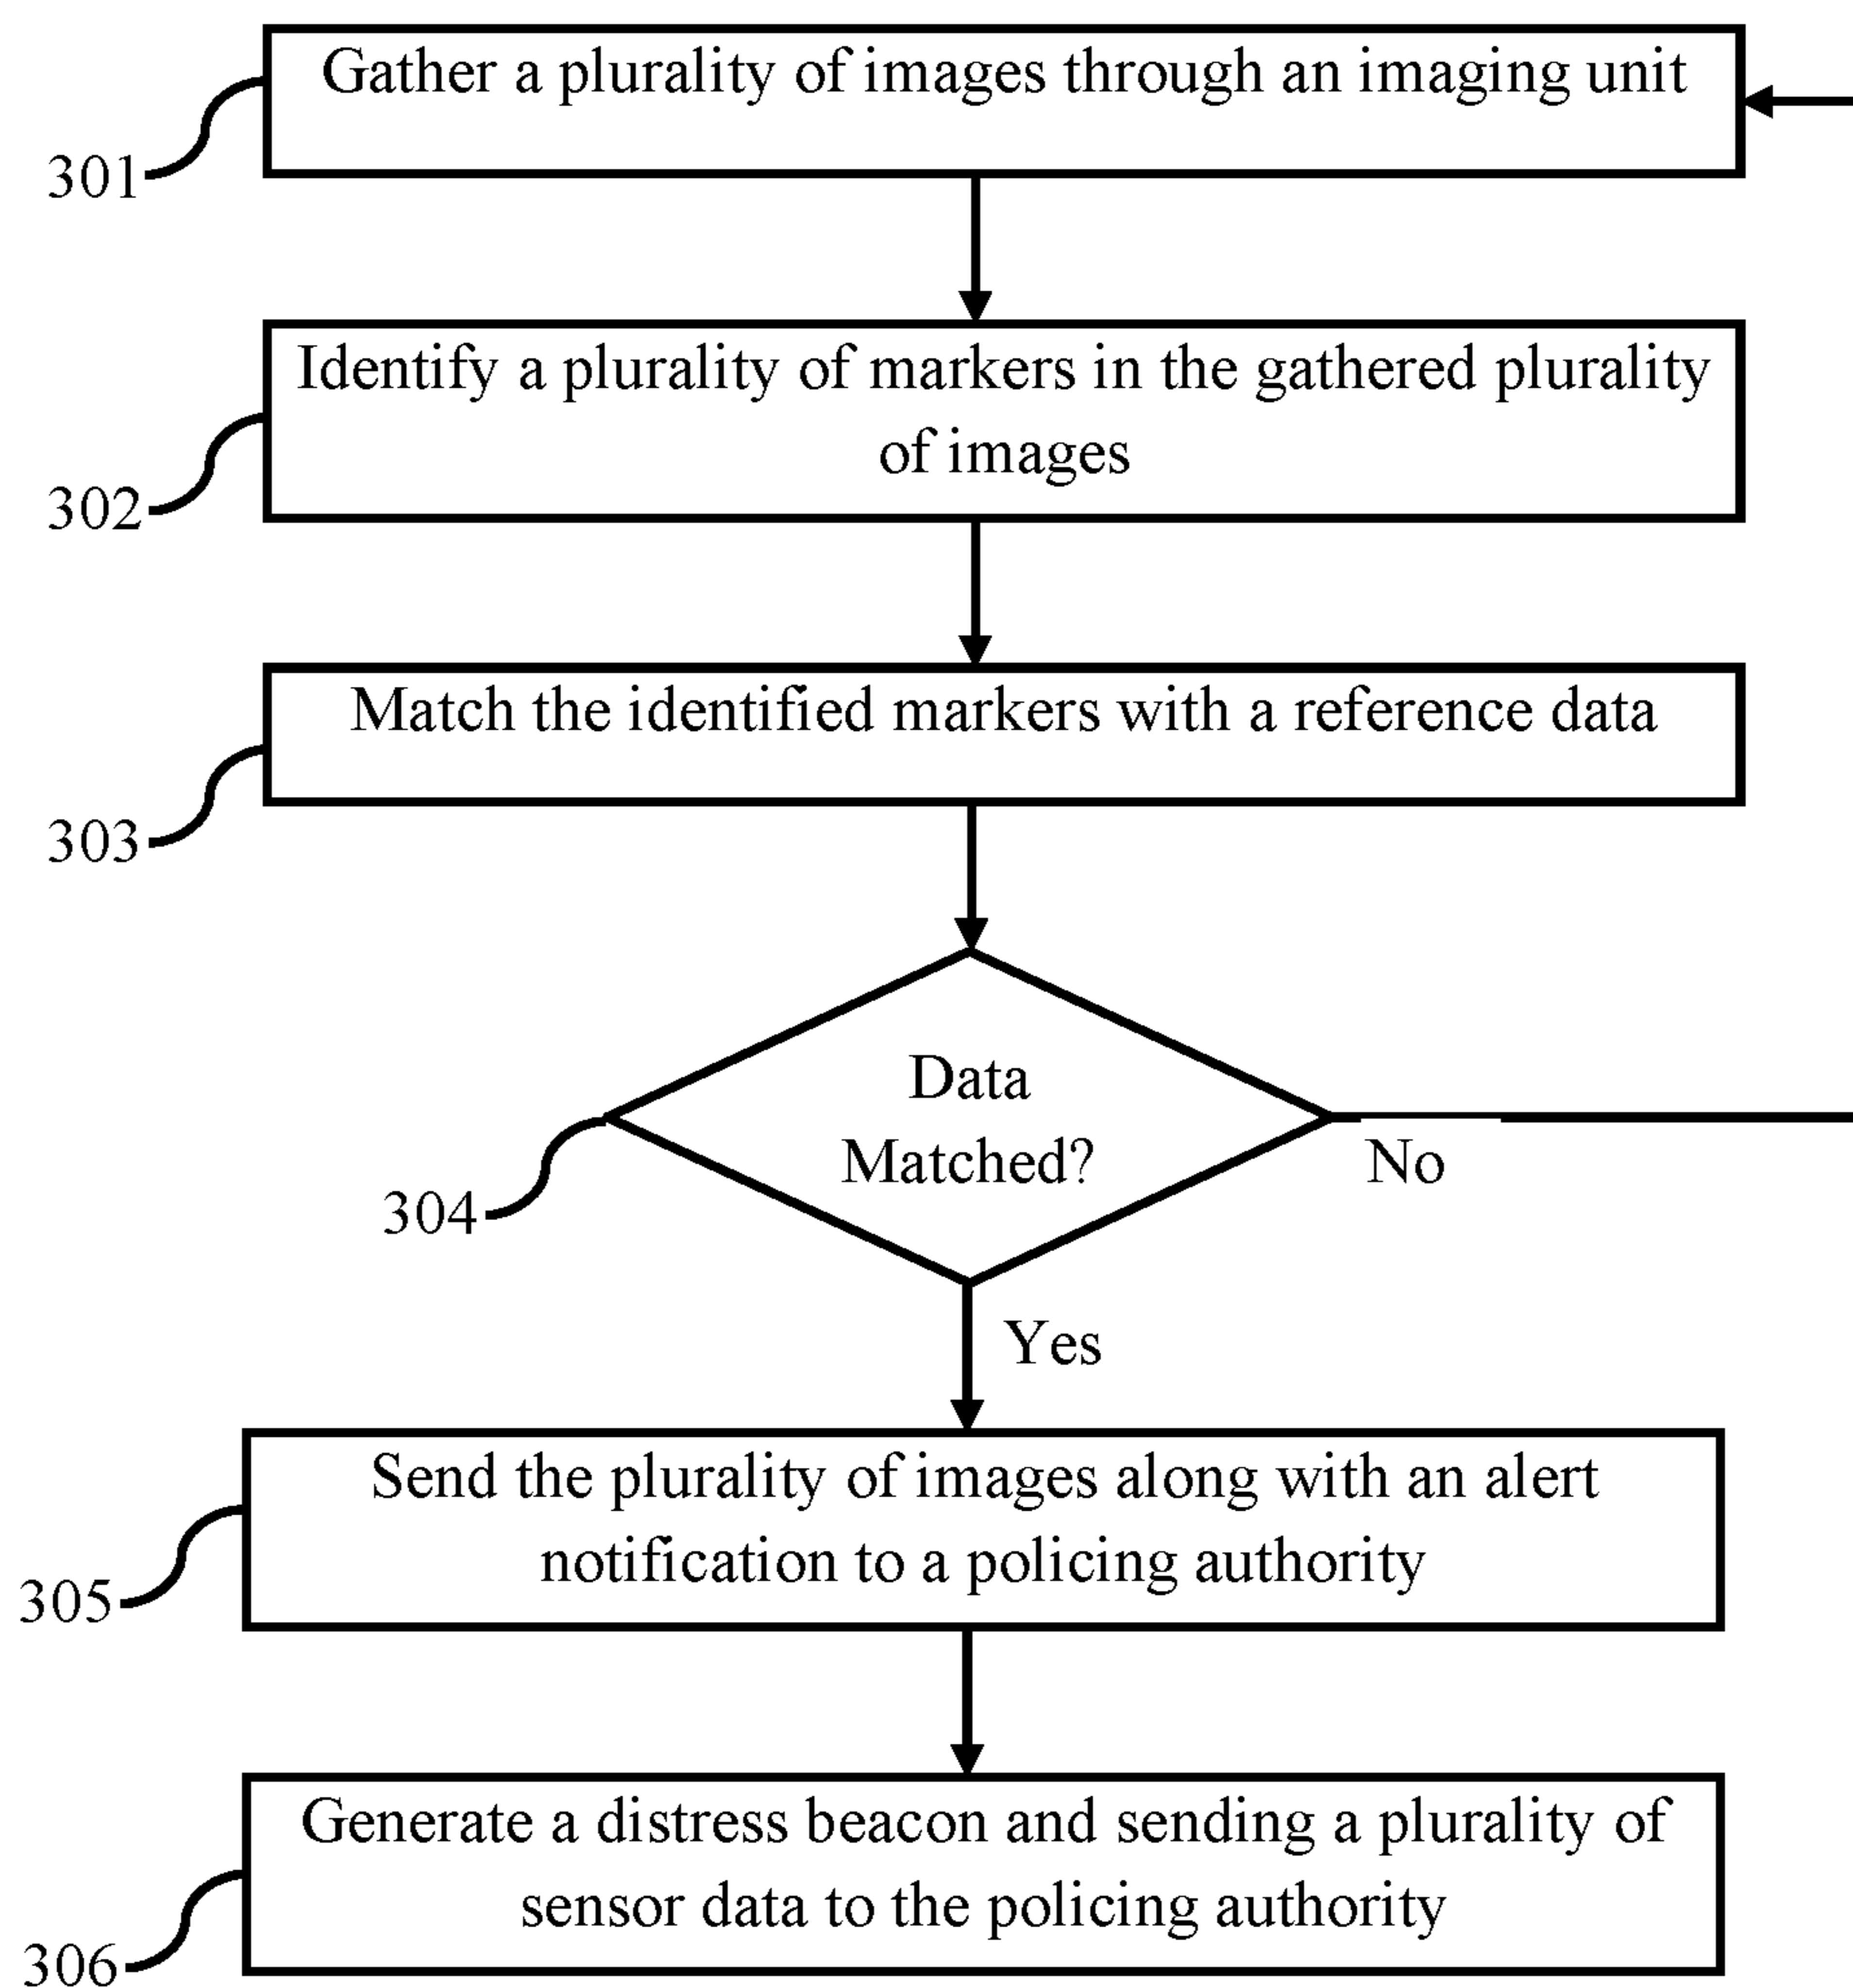 Gather a plurality of images through an imaging unit
301
Identify a plurality of markers in the gathered plurality
of images
302
Match the identified markers with a reference data
303
Data
Matched?
No
304
Yes
Send the plurality of images along with an alert
notification to a policing authority
305
Generate a distress beacon and sending a plurality of
sensor data to the policing authority
306